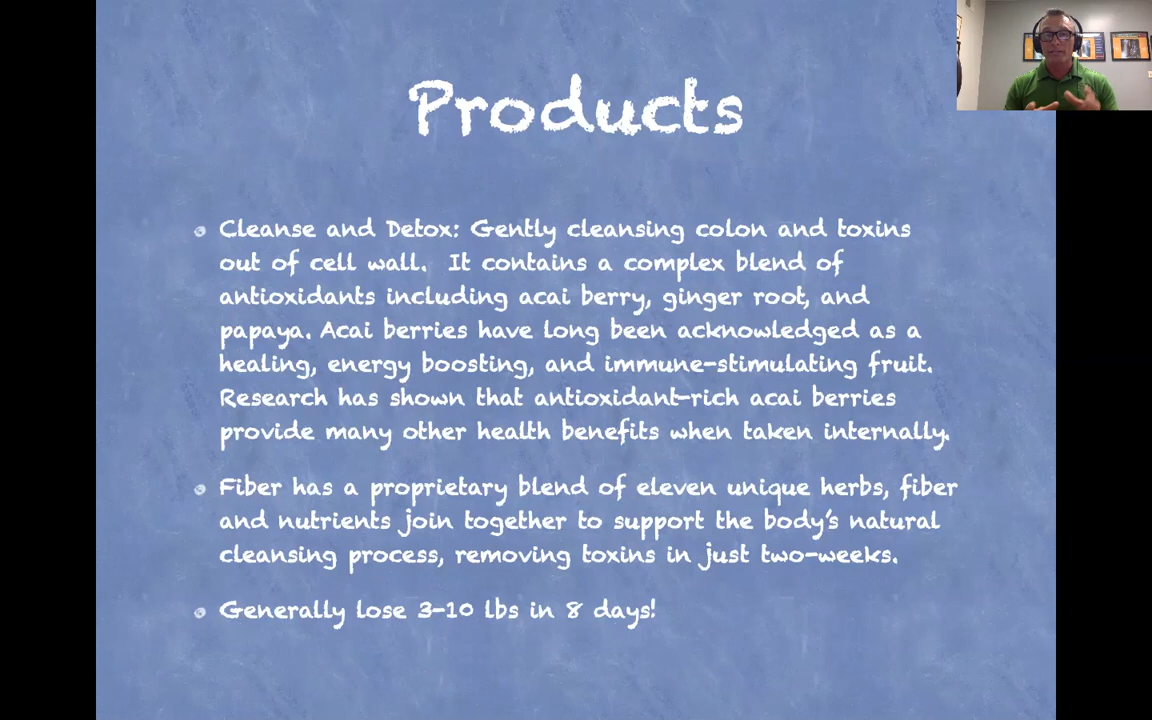 Products
Cleanse and Detox: Gently cleansing colon and toxins
out of cell wall. It contains a complex blend of
antioxidants including acai berry, ginger root, and
papaya. Acai berries have long been acknowledged as a
healing, energy boosting, and immune-stimulating fruit.
Research has shown that antioxidant-rich acai berries
provide many other health benefits when taken internally.
Fiber has a proprietary blend of eleven unique herbs, fiber
and nutrients join together to support the body's natural
cleansing process, removing toxins in just two-weeks.
Generally lose 3-10 lbs in 8 days!